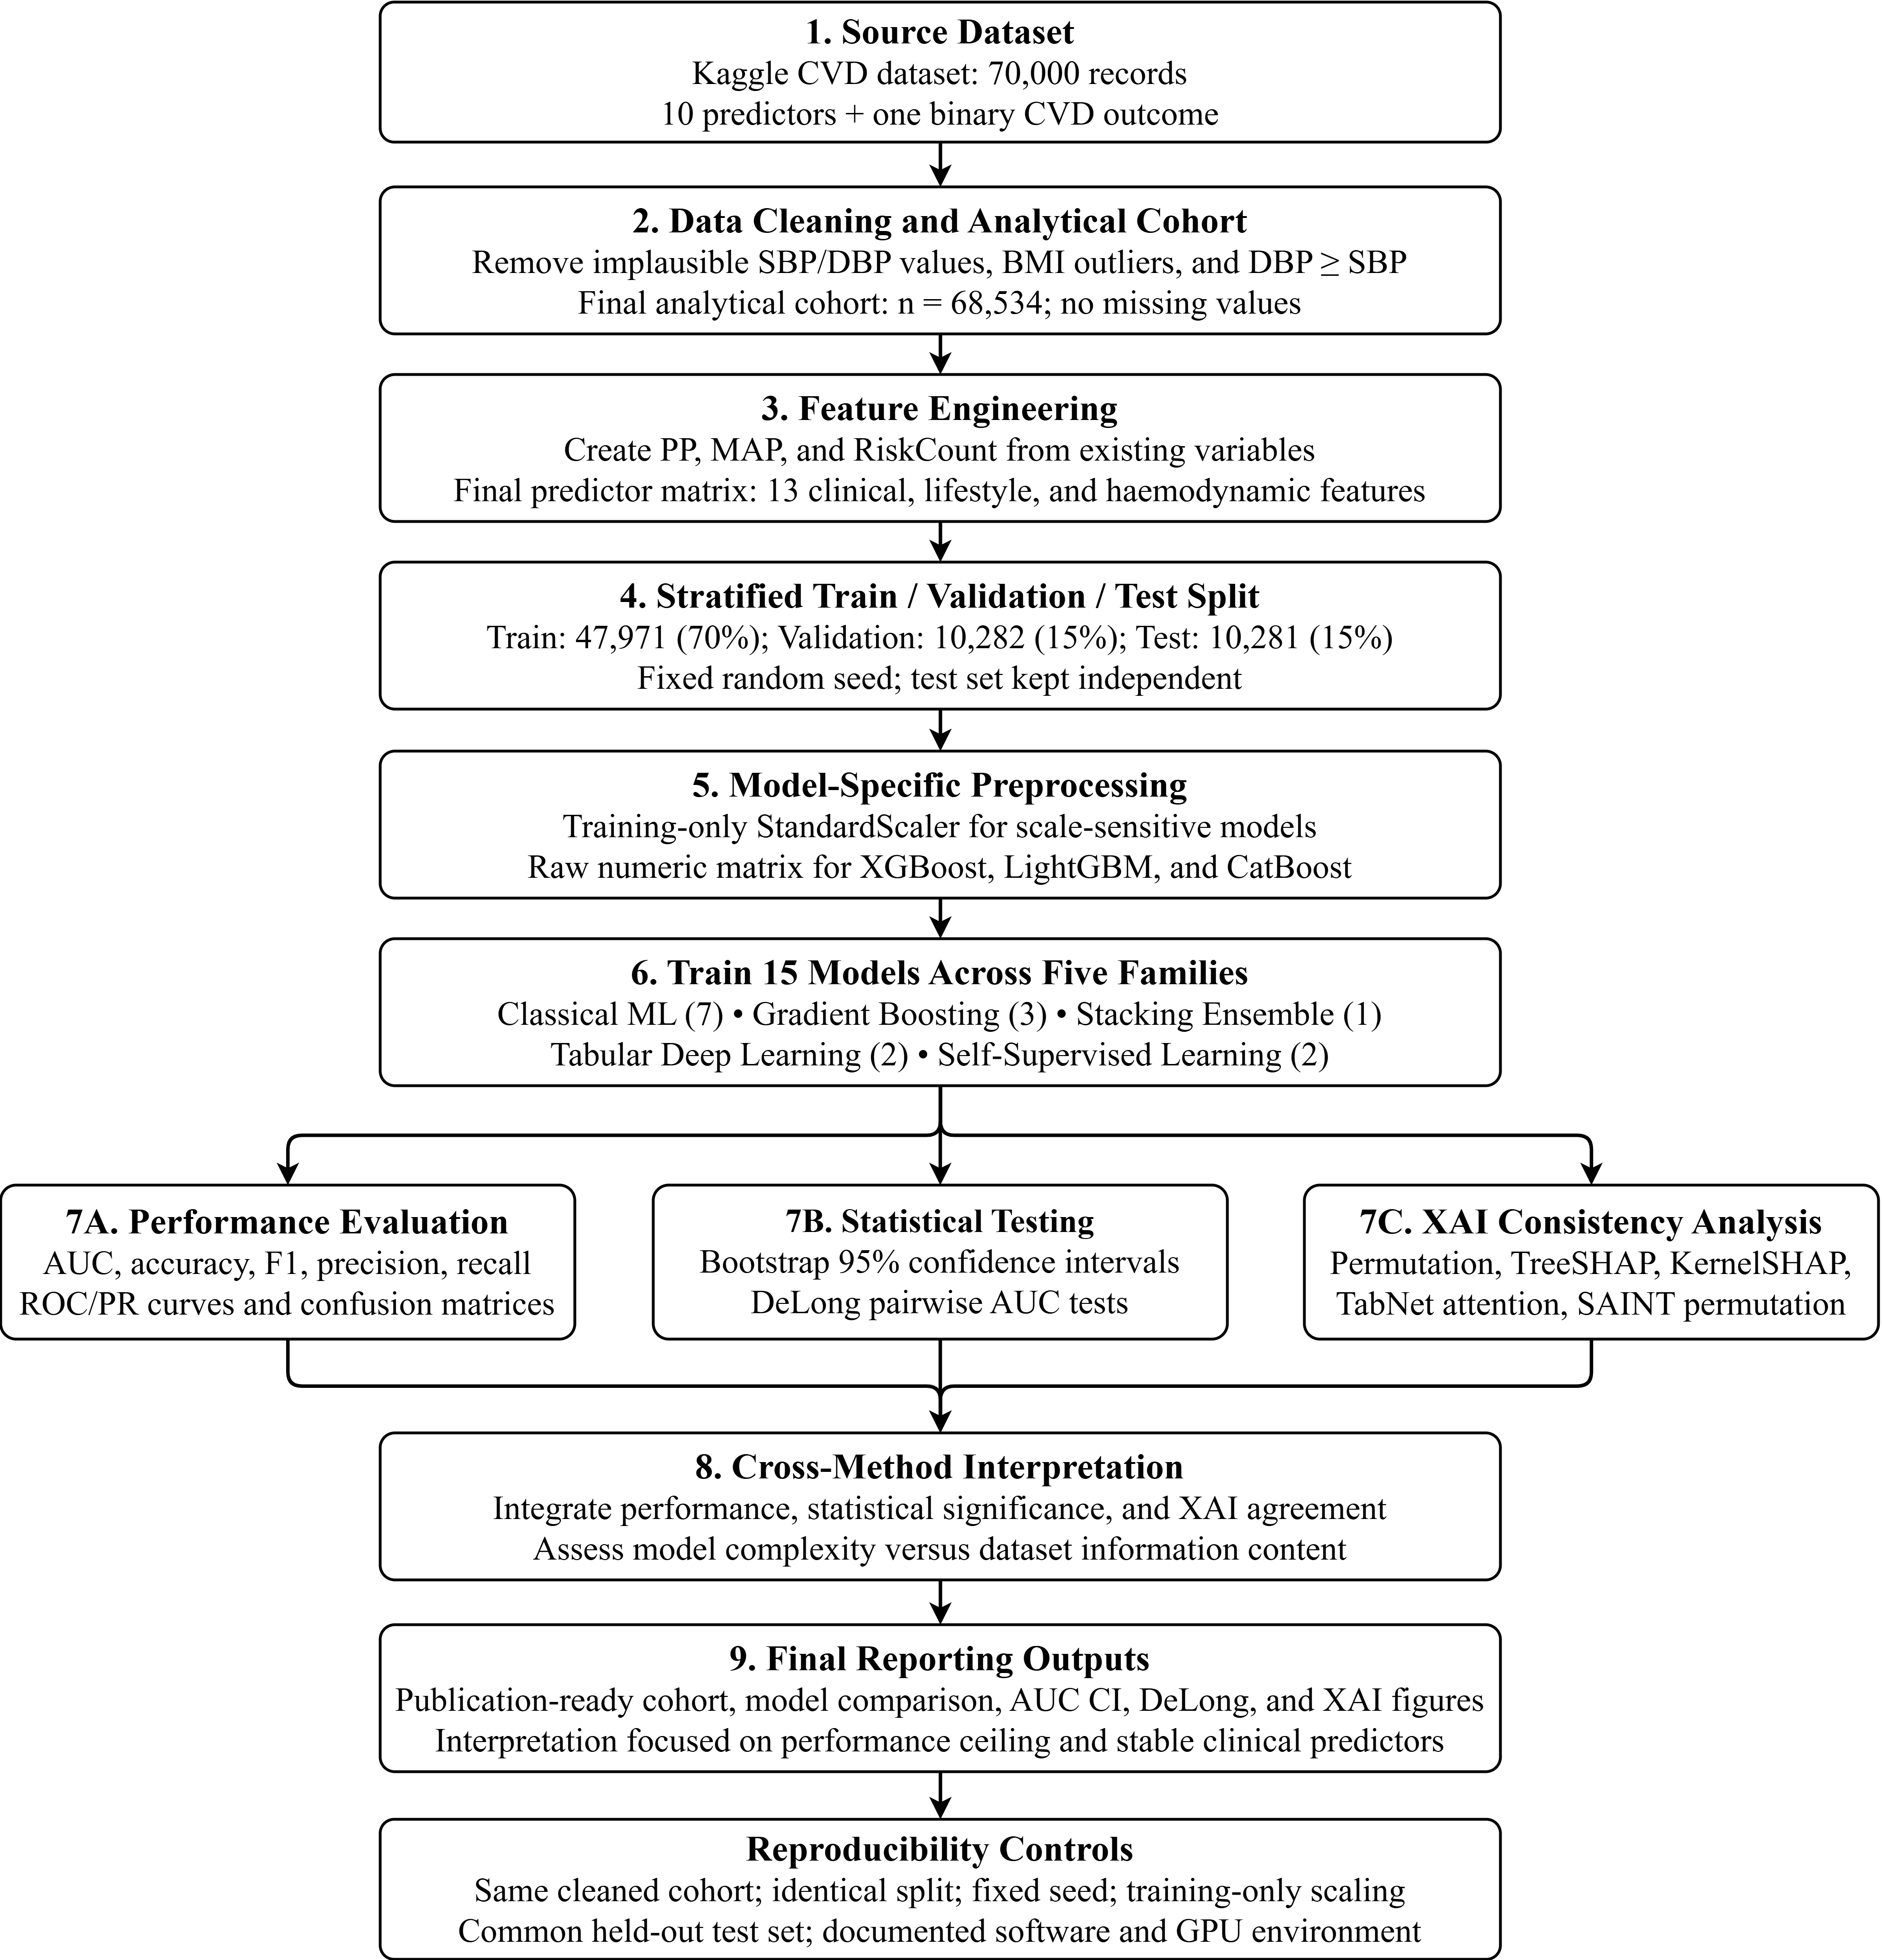 1. Source Dataset
Kaggle CVD dataset: 70,000 records
10 predictors + one binary CVD outcome
2. Data Cleaning and Analytical Cohort
Remove implausible SBP/DBP values, BMI outliers, and DBP ≥ SBP
Final analytical cohort: n = 68,534; no missing values
3. Feature Engineering
Create PP, MAP, and RiskCount from existing variables
Final predictor matrix: 13 clinical, lifestyle, and haemodynamic features
4. Stratified Train / Validation / Test Split
Train: 47,971 (70%); Validation: 10,282 (15%); Test: 10,281 (15%)
Fixed random seed; test set kept independent
5. Model-Specific Preprocessing
Training-only StandardScaler for scale-sensitive models
Raw numeric matrix for XGBoost, LightGBM, and CatBoost
6. Train 15 Models Across Five Families
Classical ML (7) • Gradient Boosting (3) • Stacking Ensemble (1)
Tabular Deep Learning (2) • Self-Supervised Learning (2)
7A. Performance Evaluation
AUC, accuracy, F1, precision, recall
ROC/PR curves and confusion matrices
7B. Statistical Testing
Bootstrap 95% confidence intervals
DeLong pairwise AUC tests
7C. XAI Consistency Analysis
Permutation, TreeSHAP, KernelSHAP,
TabNet attention, SAINT permutation
8. Cross-Method Interpretation
Integrate performance, statistical significance, and XAI agreement
Assess model complexity versus dataset information content
9. Final Reporting Outputs
Publication-ready cohort, model comparison, AUC CI, DeLong, and XAI figures
Interpretation focused on performance ceiling and stable clinical predictors
Reproducibility Controls
Same cleaned cohort; identical split; fixed seed; training-only scaling
Common held-out test set; documented software and GPU environment